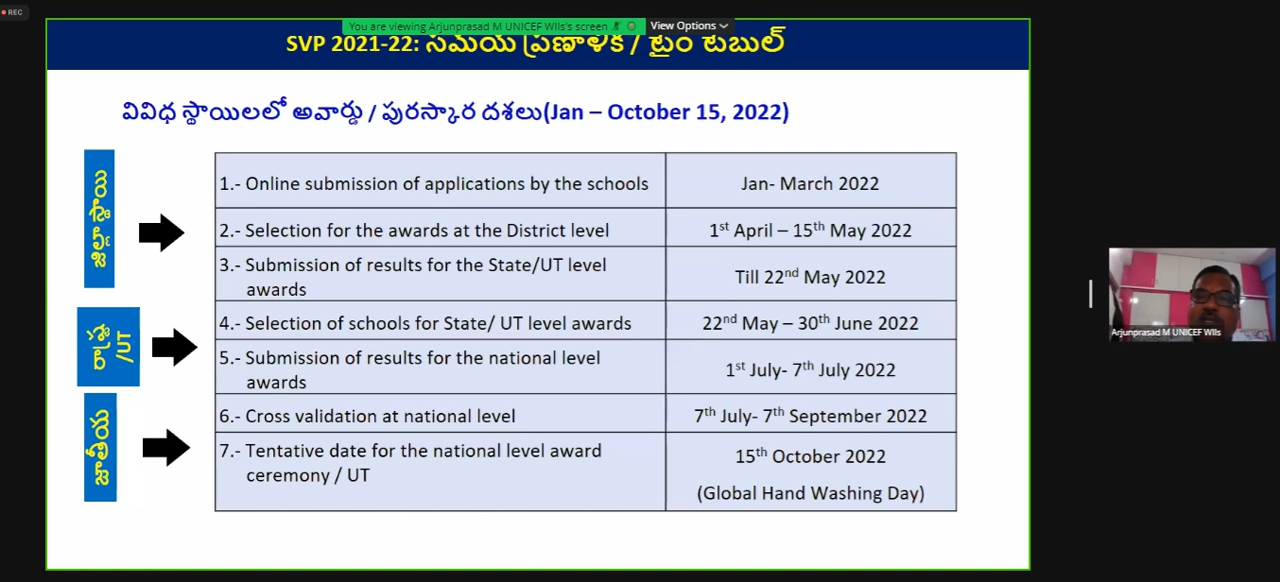 REC
You are viewing Arjunprasad M UNICEF WIIs's screen
View Options
SVP 2021-22: సమయ ప్రణాళిక / టైం టేబుల్
వివిధ స్థాయిలలో అవార్డు / పురస్కార దశలు(Jan – October 15, 2022)
జిల్లా స్థాయి
1.- Online submission of applications by the schools
Jan- March 2022
2.- Selection for the awards at the District level
1st April – 15th May 2022
3.- Submission of results for the State/UT level
awards
Till 22nd May 2022
రాష్ట్ర
/UT
4.- Selection of schools for State/ UT level awards
22nd May – 30th June 2022
5.- Submission of results for the national level
awards
1st July- 7th July 2022
జాతీయ
6.- Cross validation at national level
7th July- 7th September 2022
7.- Tentative date for the national level award
ceremony / UT
15th October 2022
(Global Hand Washing Day)
Arjunprasad M UNICEF WIIs